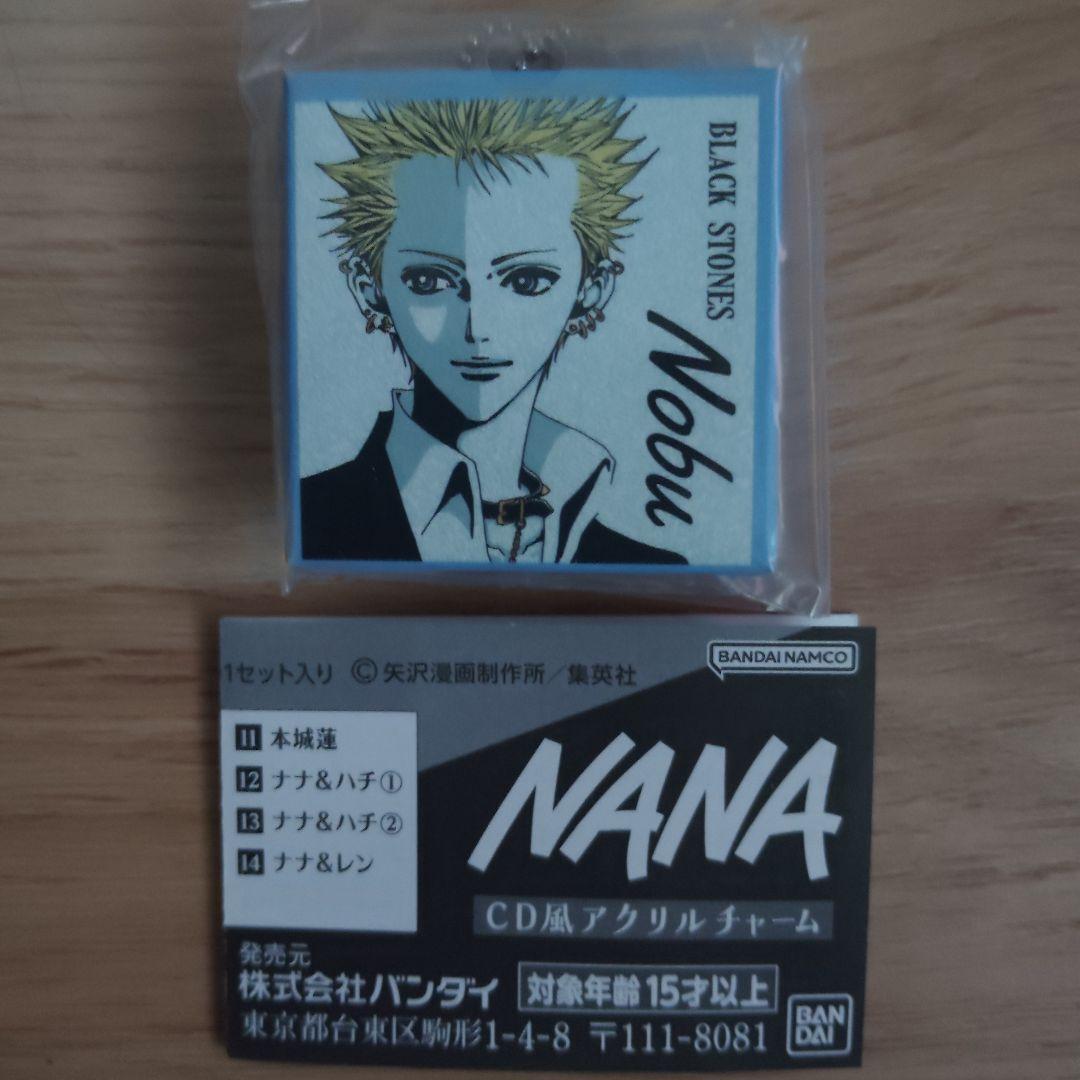 BLACK STONES
Nobu
1セット入り ©矢沢漫画制作所／集英社
BANDAI NAMCO
11 本城蓮
12 ナナ&ハチ①
13 ナナ&ハチ②
14 ナナ&レン
NANA
CD風アクリルチャーム
発売元
株式会社バンダイ 対象年齢15才以上
東京都台東区駒形1-4-8 〒111-8081
BAN
DAI